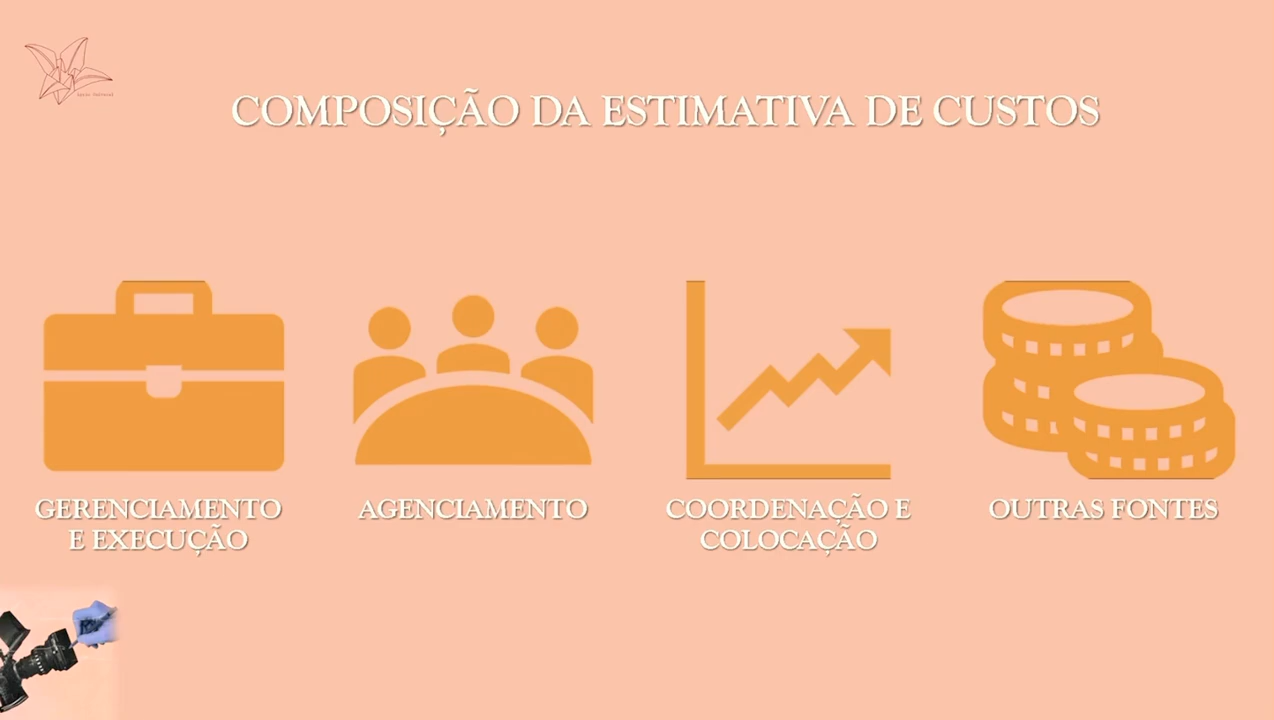 COMPOSIÇÃO DA ESTIMATIVA DE CUSTOS
GERENCIAMENTO
E EXECUÇÃO
AGENCIAMENTO
COORDENAÇÃO E
COLOCAÇÃO
OUTRAS FONTES